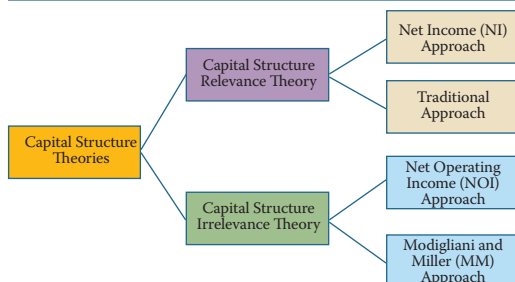 Capital Structure
Theories
Capital Structure
Relevance Theory
Net Income (NI)
Approach
Traditional
Approach
Capital Structure
Irrelevance Theory
Net Operating
Income (NOI)
Approach
Modigliani and
Miller (MM)
Approach